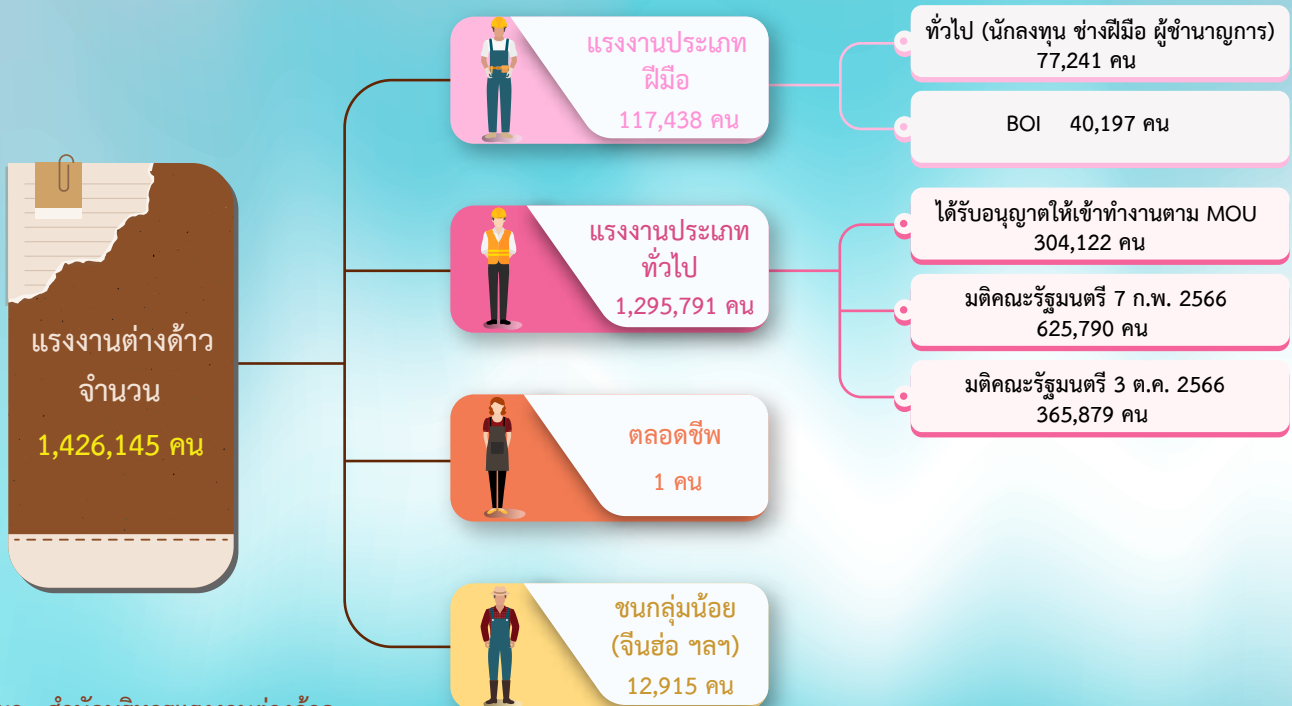 แรงงานต่างด้าว
จำนวน
1,426,145 คน
แรงงานประเภท
ฝีมือ
117,438 คน
ทั่วไป (นักลงทุน ช่างฝีมือ ผู้ชำนาญการ)
77,241 คน
BOI 40,197 คน
แรงงานประเภท
ทั่วไป
1,295,791 คน
ได้รับอนุญาตให้เข้าทำงานตาม MOU
304,122 คน
มติคณะรัฐมนตรี 7 ก.พ. 2566
625,790 คน
มติคณะรัฐมนตรี 3 ต.ค. 2566
365,879 คน
ตลอดชีพ
1 คน
ชนกลุ่มน้อย
(จีนฮ่อ ฯลฯ)
12,915 คน